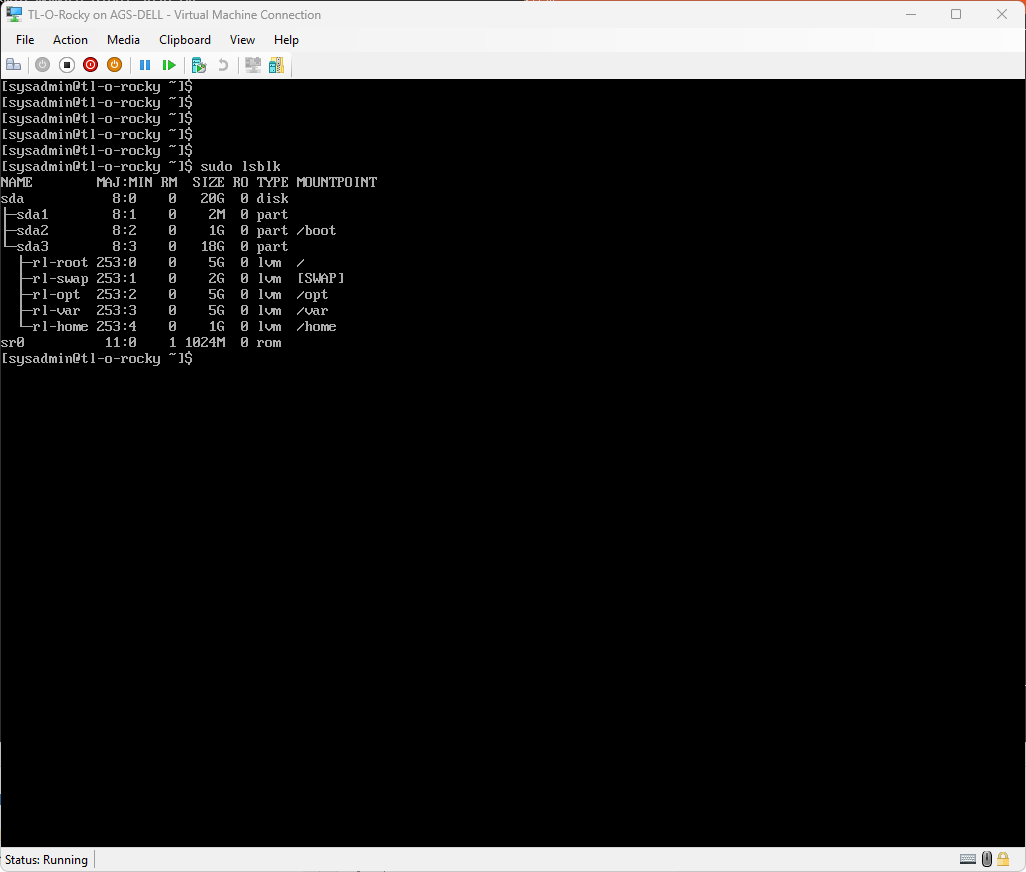 TL-O-Rocky on AGS-DELL - Virtual Machine Connection
File Action Media Clipboard View Help
[sysadmin@tl-o-rocky ~]$
[sysadmin@tl-o-rocky ~]$
[sysadmin@tl-o-rocky ~]$
[sysadmin@tl-o-rocky ~]$
[sysadmin@tl-o-rocky ~]$
[sysadmin@tl-o-rocky ~]$ sudo lsblk
NAME        MAJ:MIN RM  SIZE RO TYPE MOUNTPOINT
sda           8:0    0   20G  0 disk
├─sda1        8:1    0    2M  0 part
├─sda2        8:2    0    1G  0 part /boot
└─sda3        8:3    0   18G  0 part
  ├─rl-root 253:0    0    5G  0 lvm  /
  ├─rl-swap 253:1    0    2G  0 lvm  [SWAP]
  ├─rl-opt  253:2    0    5G  0 lvm  /opt
  ├─rl-var  253:3    0    5G  0 lvm  /var
  └─rl-home 253:4    0    1G  0 lvm  /home
sr0          11:0    1 1024M  0 rom
[sysadmin@tl-o-rocky ~]$
Status: Running